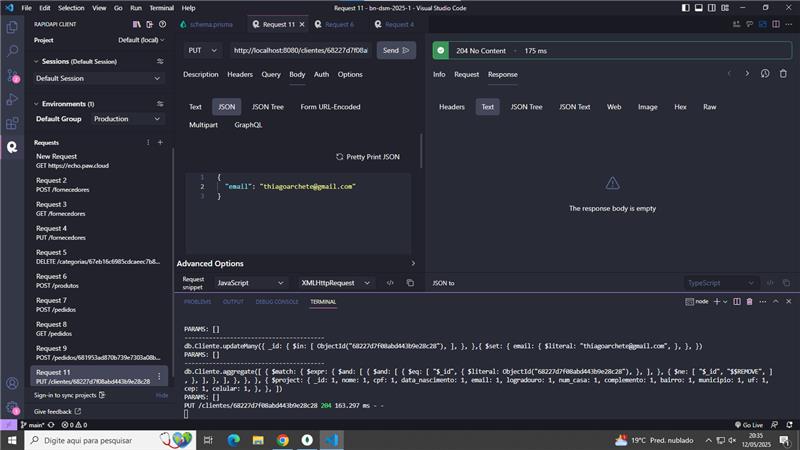 File Edit Selection View Go Run Terminal Help
Request 11 - bn-dsm-2025-1 - Visual Studio Code
RAPIDAPI CLIENT
Project
Default (local)
Sessions (Default Session)
Default Session
Environments (1)
Default Group
Production
Requests
New Request
GET https://echo.paw.cloud
Request 2
POST /fornecedores
Request 3
GET /fornecedores
Request 4
PUT /fornecedores
Request 5
DELETE /categorias/67eb16c6985cdcaeec7b8...
Request 6
POST /produtos
Request 7
POST /pedidos
Request 8
GET /pedidos
Request 9
POST /pedidos/681953ad870b739e7303a08b...
Request 11
PUT /clientes/68227d7f08abd443b9e28c28
Sign-in to sync projects
Hide
Give feedback
schema.prisma
Request 11
Request 6
Request 4
PUT
http://localhost:8080/clientes/68227d7f08al
Send
Description Headers Query Body Auth Options
Text JSON JSON Tree Form URL-Encoded
Multipart GraphQL
Pretty Print JSON
1 {
2 "email": "thiagoarchete@gmail.com"
3 }
Advanced Options
Request snippet
JavaScript
XMLHttpRequest
204 No Content
175 ms
Info Request Response
Headers Text JSON Tree JSON Text Web Image Hex Raw
The response body is empty
JSON to
TypeScript
PROBLEMS OUTPUT DEBUG CONSOLE TERMINAL
node
PARAMS: []
-----------------------------------
db.Cliente.updateMany({ _id: { $in: [ ObjectId("68227d7f08abd443b9e28c28"), ], }, },{ $set: { email: { $literal: "thiagoarchete@gmail.com", }, }, })
PARAMS: []
-----------------------------------
db.Cliente.aggregate([ { $match: { $expr: { $and: [ { $and: [ { $eq: [ "$_id", { $literal: ObjectId("68227d7f08abd443b9e28c28"), }, ], }, { $ne: [ "$_id", "$$REMOVE", ]
, }, ], }, ], }, }, }, { $project: { _id: 1, nome: 1, cpf: 1, data_nascimento: 1, email: 1, logradouro: 1, num_casa: 1, complemento: 1, bairro: 1, municipio: 1, uf: 1,
cep: 1, celular: 1, }, }, ])
PARAMS: []
PUT /clientes/68227d7f08abd443b9e28c28 204 163.297 ms - -
main*
0
0
Go Live
Digite aqui para pesquisar
19°C Pred. nublado
20:35
12/05/2025